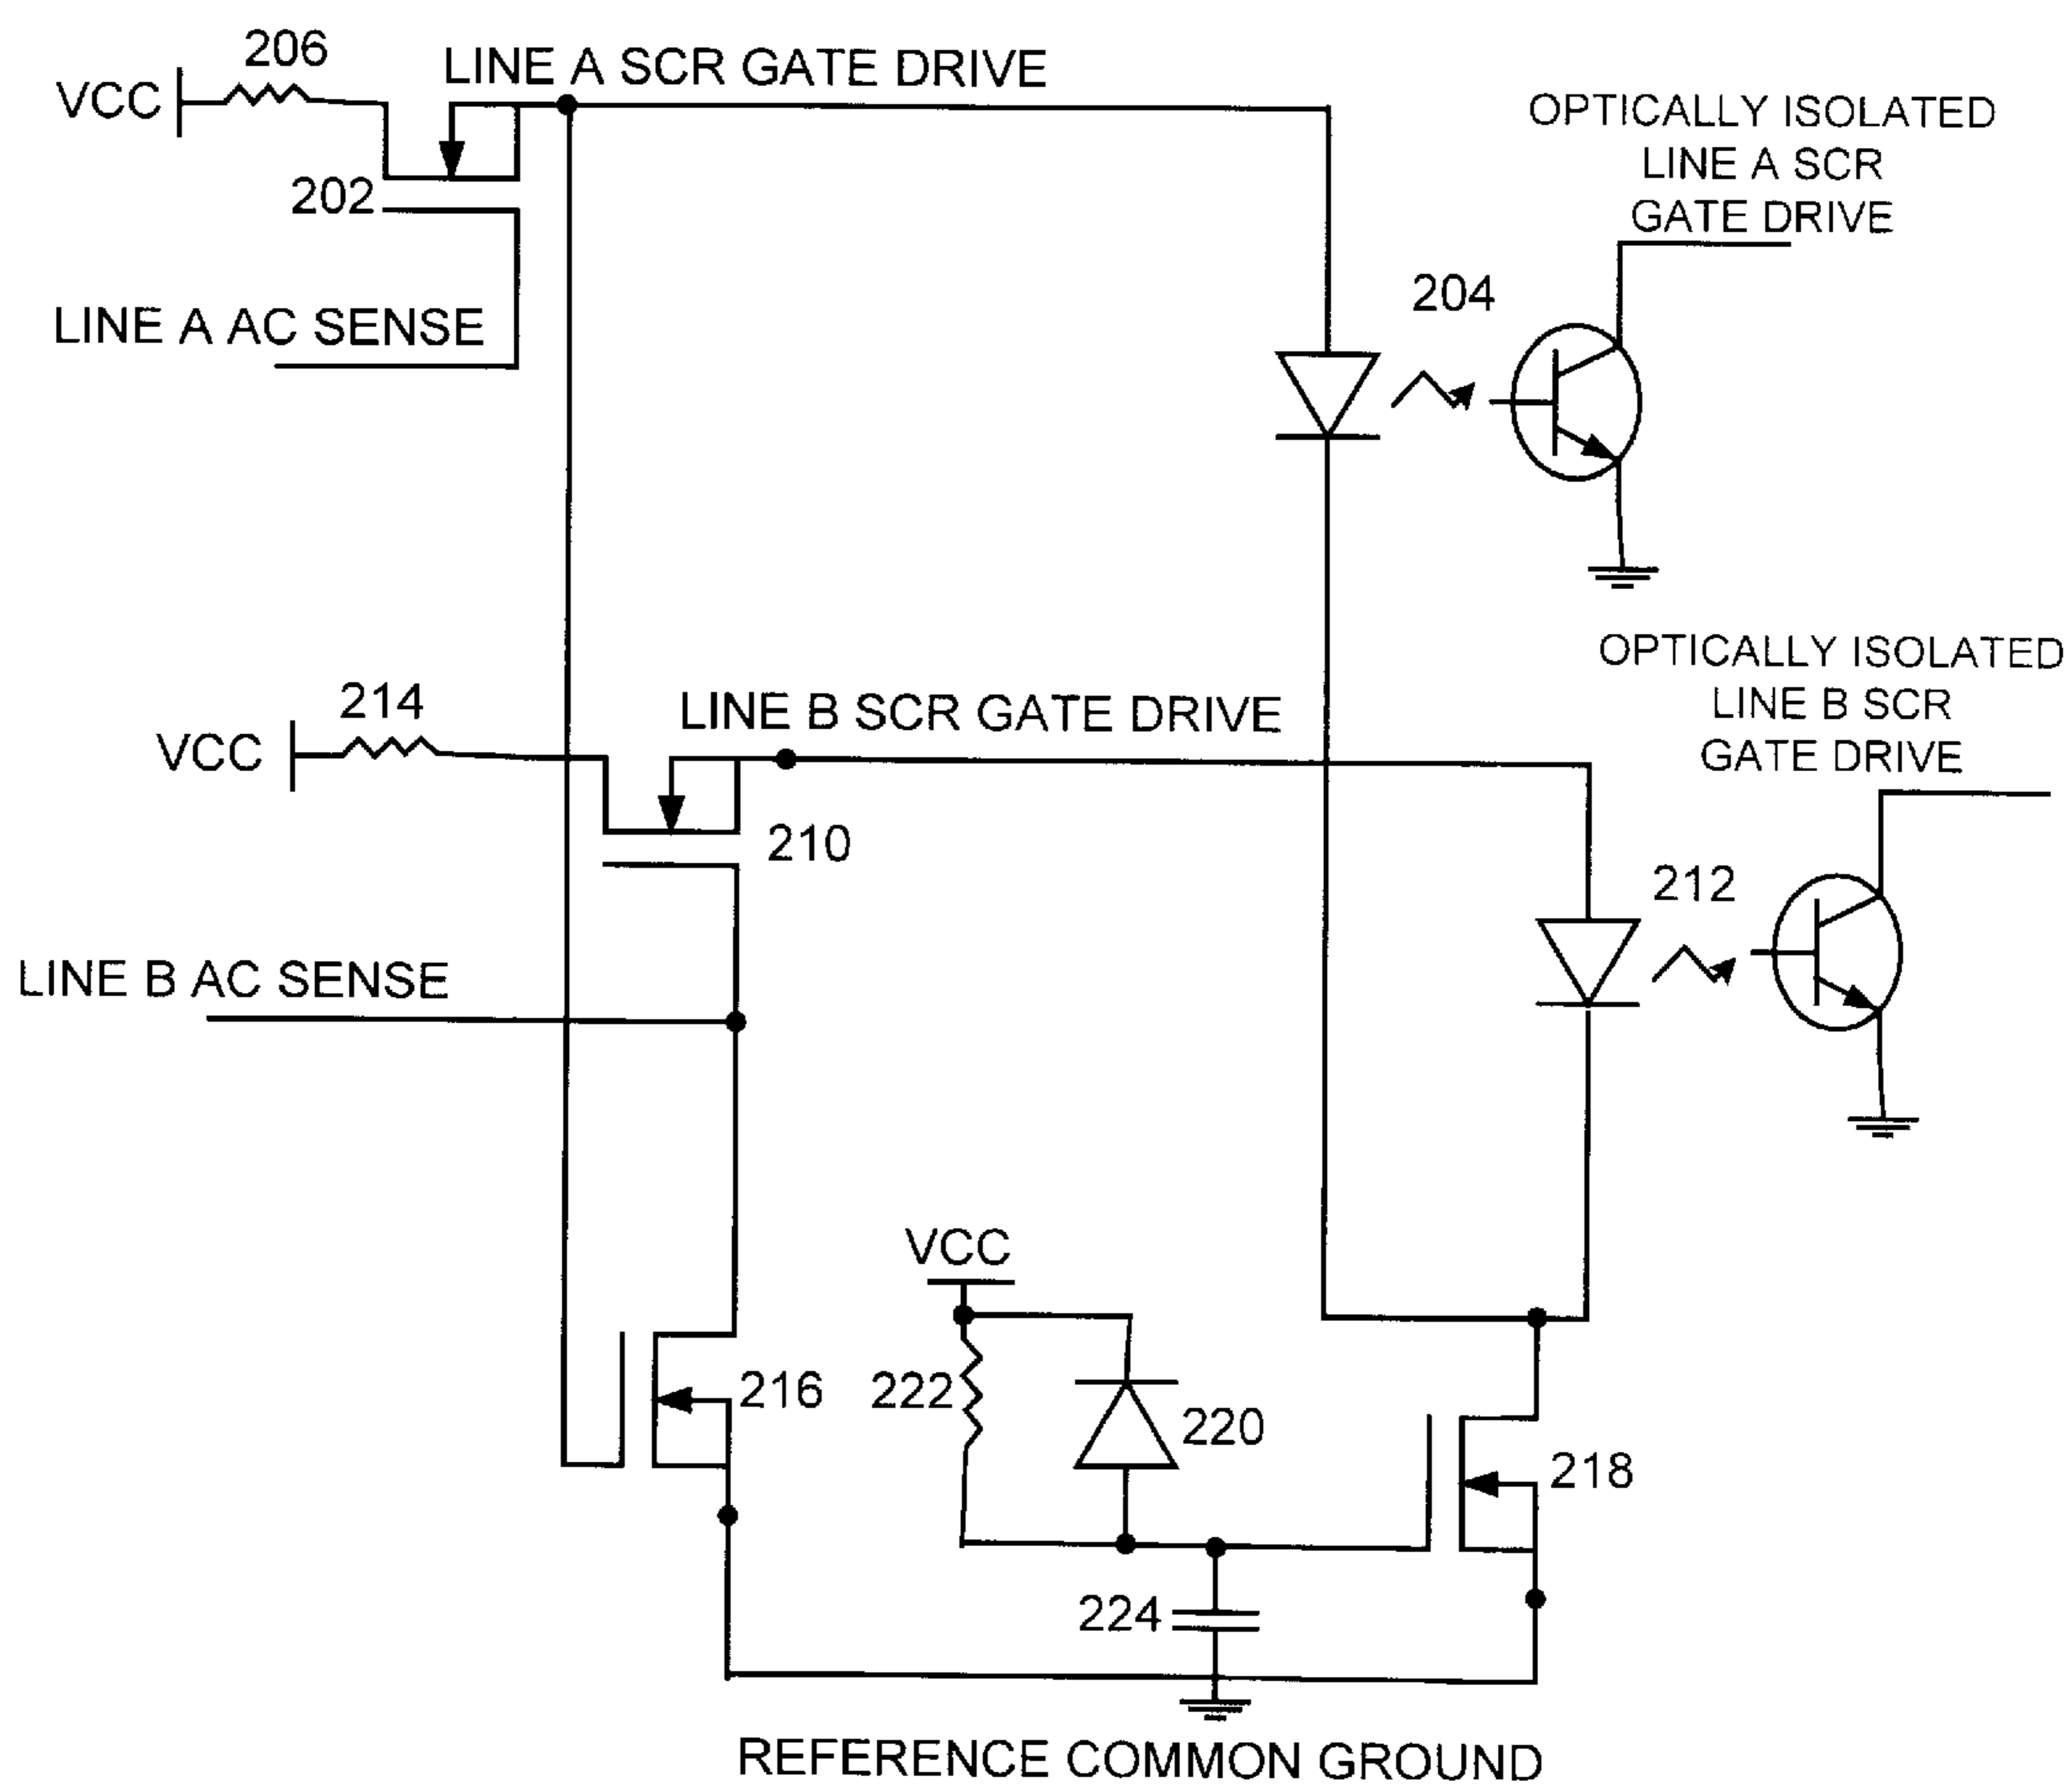 206
LINE A SCR GATE DRIVE
VCC
OPTICALLY ISOLATED
LINE A SCR
GATE DRIVE
202
204
LINE A AC SENSE
OPTICALLY ISOLATED
LINE B SCR
GATE DRIVE
214
LINE B SCR GATE DRIVE
VCC
210
212
LINE B AC SENSE
VCC
216
222
220
218
224
REFERENCE COMMON GROUND